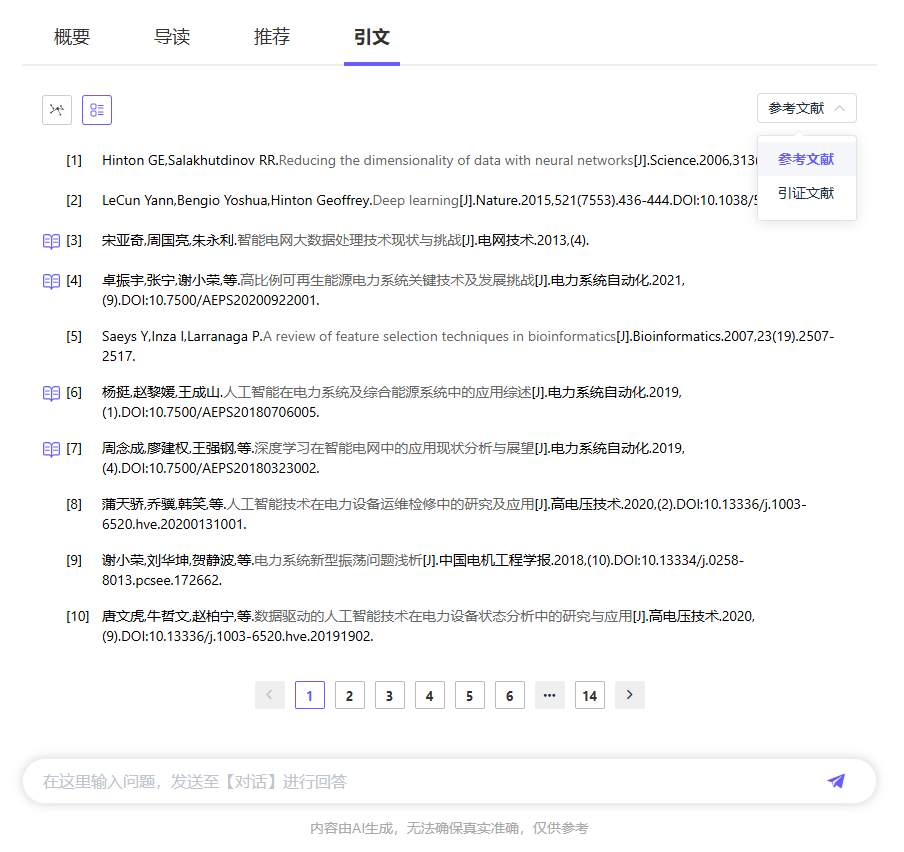 概要 导读 推荐 引文
参考文献
参考文献
引证文献
[1] Hinton GE,Salakhutdinov RR.Reducing the dimensionality of data with neural networks[J].Science.2006,313(
[2] LeCun Yann,Bengio Yoshua,Hinton Geoffrey.Deep learning[J].Nature.2015,521(7553).436-444.DOI:10.1038/
[3] 宋亚奇,周国亮,朱永利.智能电网大数据处理技术现状与挑战[J].电网技术.2013,(4).
[4] 卓振宇,张宁,谢小荣,等.高比例可再生能源电力系统关键技术及发展挑战[J].电力系统自动化.2021,
(9).DOI:10.7500/AEPS20200922001.
[5] Saeys Y,Inza I,Larranaga P.A review of feature selection techniques in bioinformatics[J].Bioinformatics.2007,23(19).2507-
2517.
[6] 杨挺,赵黎媛,王成山.人工智能在电力系统及综合能源系统中的应用综述[J].电力系统自动化.2019,
(1).DOI:10.7500/AEPS20180706005.
[7] 周念成,廖建权,王强钢,等.深度学习在智能电网中的应用现状分析与展望[J].电力系统自动化.2019,
(4).DOI:10.7500/AEPS20180323002.
[8] 蒲天骄,乔骥,韩笑,等.人工智能技术在电力设备运维检修中的研究及应用[J].高电压技术.2020,(2).DOI:10.13336/j.1003-
6520.hve.20200131001.
[9] 谢小荣,刘华坤,贺静波,等.电力系统新型振荡问题浅析[J].中国电机工程学报.2018,(10).DOI:10.13334/j.0258-
8013.pcsee.172662.
[10] 唐文虎,牛哲文,赵柏宁,等.数据驱动的人工智能技术在电力设备状态分析中的研究与应用[J].高电压技术.2020,
(9).DOI:10.13336/j.1003-6520.hve.20191902.
< 1 2 3 4 5 6 ··· 14 >
在这里输入问题，发送至【对话】进行回答
内容由AI生成，无法确保真实准确，仅供参考